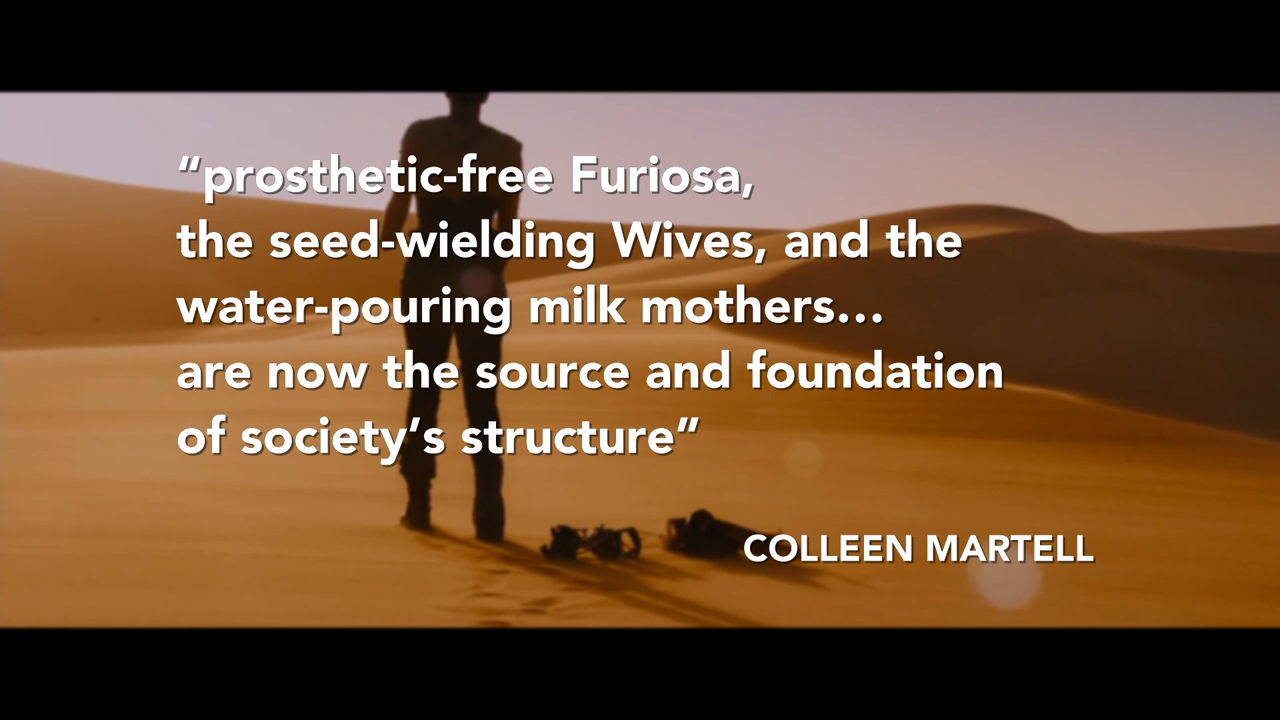 “prosthetic-free Furiosa,
the seed-wielding Wives, and the
water-pouring milk mothers…
are now the source and foundation
of society’s structure”
COLLEEN MARTELL